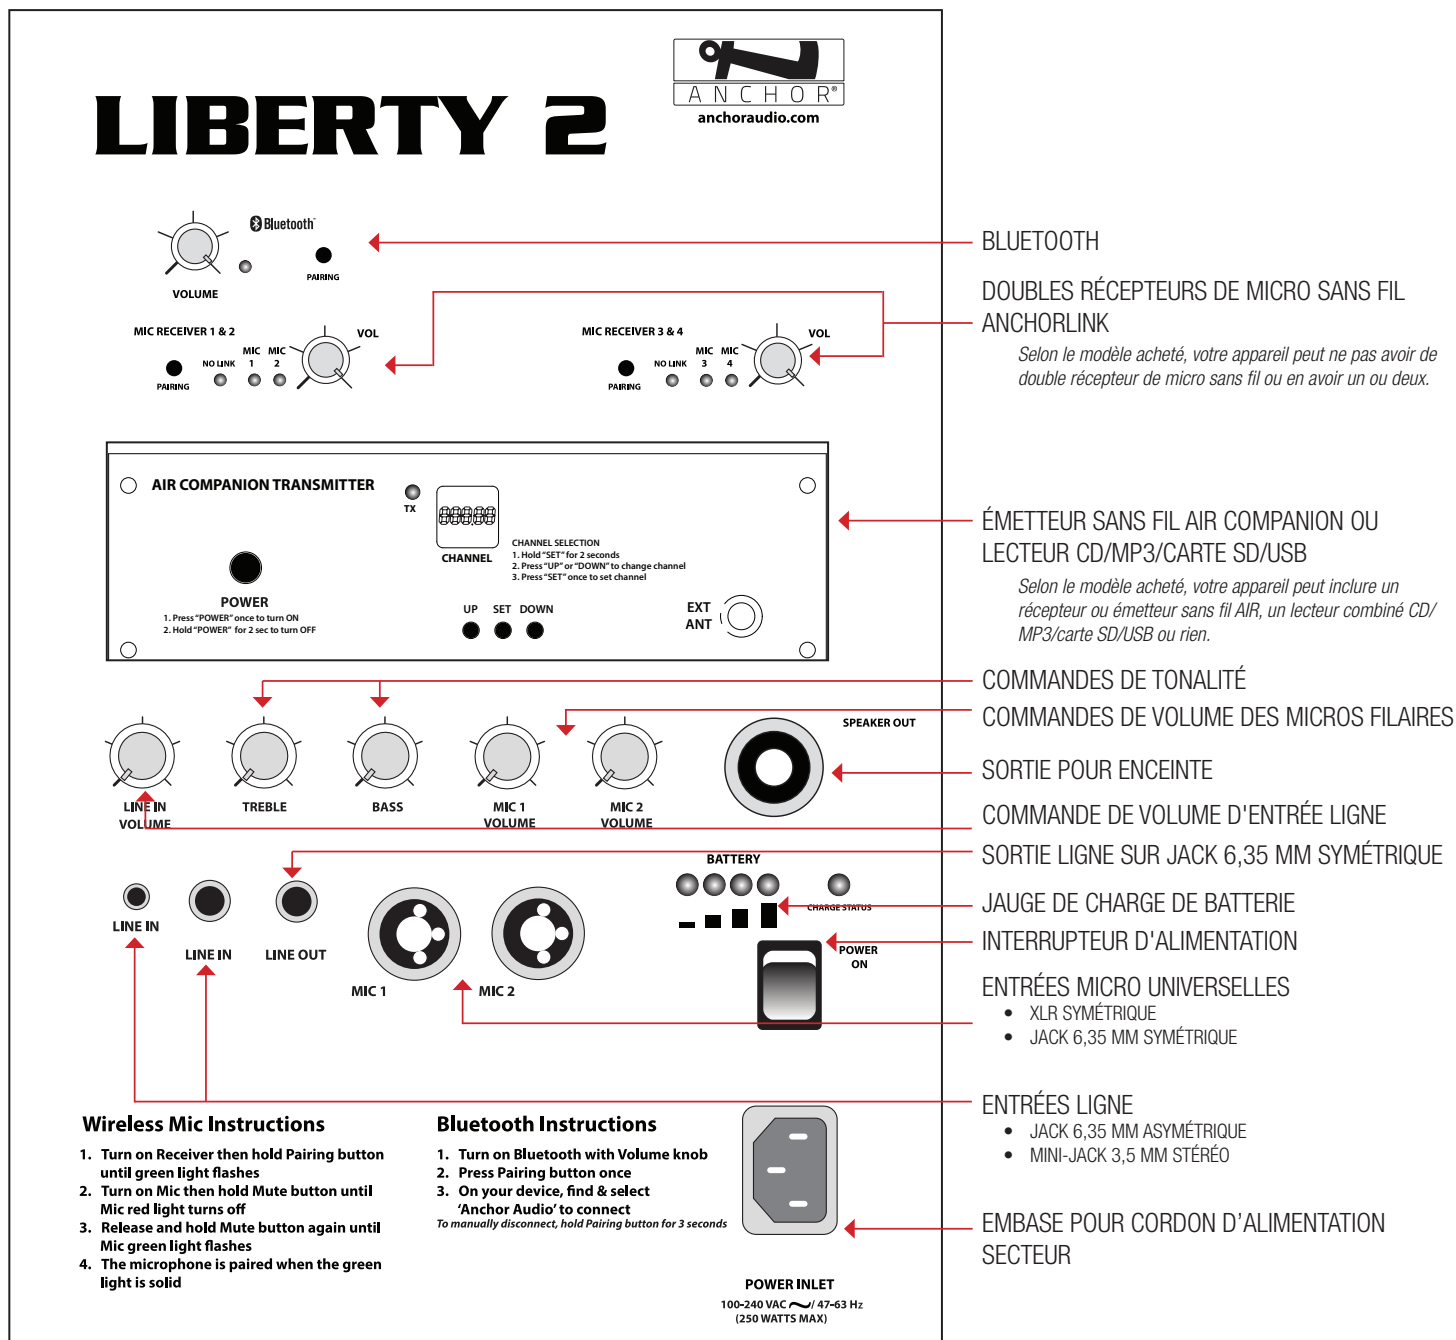 LIBERTY 2
ANCHOR®
anchoraudio.com
Bluetooth
VOLUME
PAIRING
MIC RECEIVER 1 & 2
PAIRING
NO LINK
MIC 1
MIC 2
VOL
MIC RECEIVER 3 & 4
PAIRING
NO LINK
MIC 3
MIC 4
VOL
AIR COMPANION TRANSMITTER
TX
CHANNEL
CHANNEL SELECTION
1. Hold "SET" for 2 seconds
2. Press "UP" or "DOWN" to change channel
3. Press "SET" once to set channel
POWER
1. Press "POWER" once to turn ON
2. Hold "POWER" for 2 sec to turn OFF
UP SET DOWN
EXT
ANT
LINE IN
VOLUME
TREBLE
BASS
MIC 1
VOLUME
MIC 2
VOLUME
SPEAKER OUT
LINE IN
LINE IN
LINE OUT
MIC 1
MIC 2
BATTERY
CHARGE STATUS
POWER
ON
Wireless Mic Instructions
1. Turn on Receiver then hold Pairing button
until green light flashes
2. Turn on Mic then hold Mute button until
Mic red light turns off
3. Release and hold Mute button again until
Mic green light flashes
4. The microphone is paired when the green
light is solid
Bluetooth Instructions
1. Turn on Bluetooth with Volume knob
2. Press Pairing button once
3. On your device, find & select
'Anchor Audio' to connect
To manually disconnect, hold Pairing button for 3 seconds
POWER INLET
100-240 VAC ~/ 47-63 Hz
(250 WATTS MAX)
BLUETOOTH
DOUBLES RÉCEPTEURS DE MICRO SANS FIL
ANCHORLINK
Selon le modèle acheté, votre appareil peut ne pas avoir de
double récepteur de micro sans fil ou en avoir un ou deux.
ÉMETTEUR SANS FIL AIR COMPANION OU
LECTEUR CD/MP3/CARTE SD/USB
Selon le modèle acheté, votre appareil peut inclure un
récepteur ou émetteur sans fil AIR, un lecteur combiné CD/
MP3/carte SD/USB ou rien.
COMMANDES DE TONALITÉ
COMMANDES DE VOLUME DES MICROS FILAIRES
SORTIE POUR ENCEINTE
COMMANDE DE VOLUME D'ENTRÉE LIGNE
SORTIE LIGNE SUR JACK 6,35 MM SYMÉTRIQUE
JAUGE DE CHARGE DE BATTERIE
INTERRUPTEUR D'ALIMENTATION
ENTRÉES MICRO UNIVERSELLES
• XLR SYMÉTRIQUE
• JACK 6,35 MM SYMÉTRIQUE
ENTRÉES LIGNE
• JACK 6,35 MM ASYMÉTRIQUE
• MINI-JACK 3,5 MM STÉRÉO
EMBASE POUR CORDON D'ALIMENTATION
SECTEUR